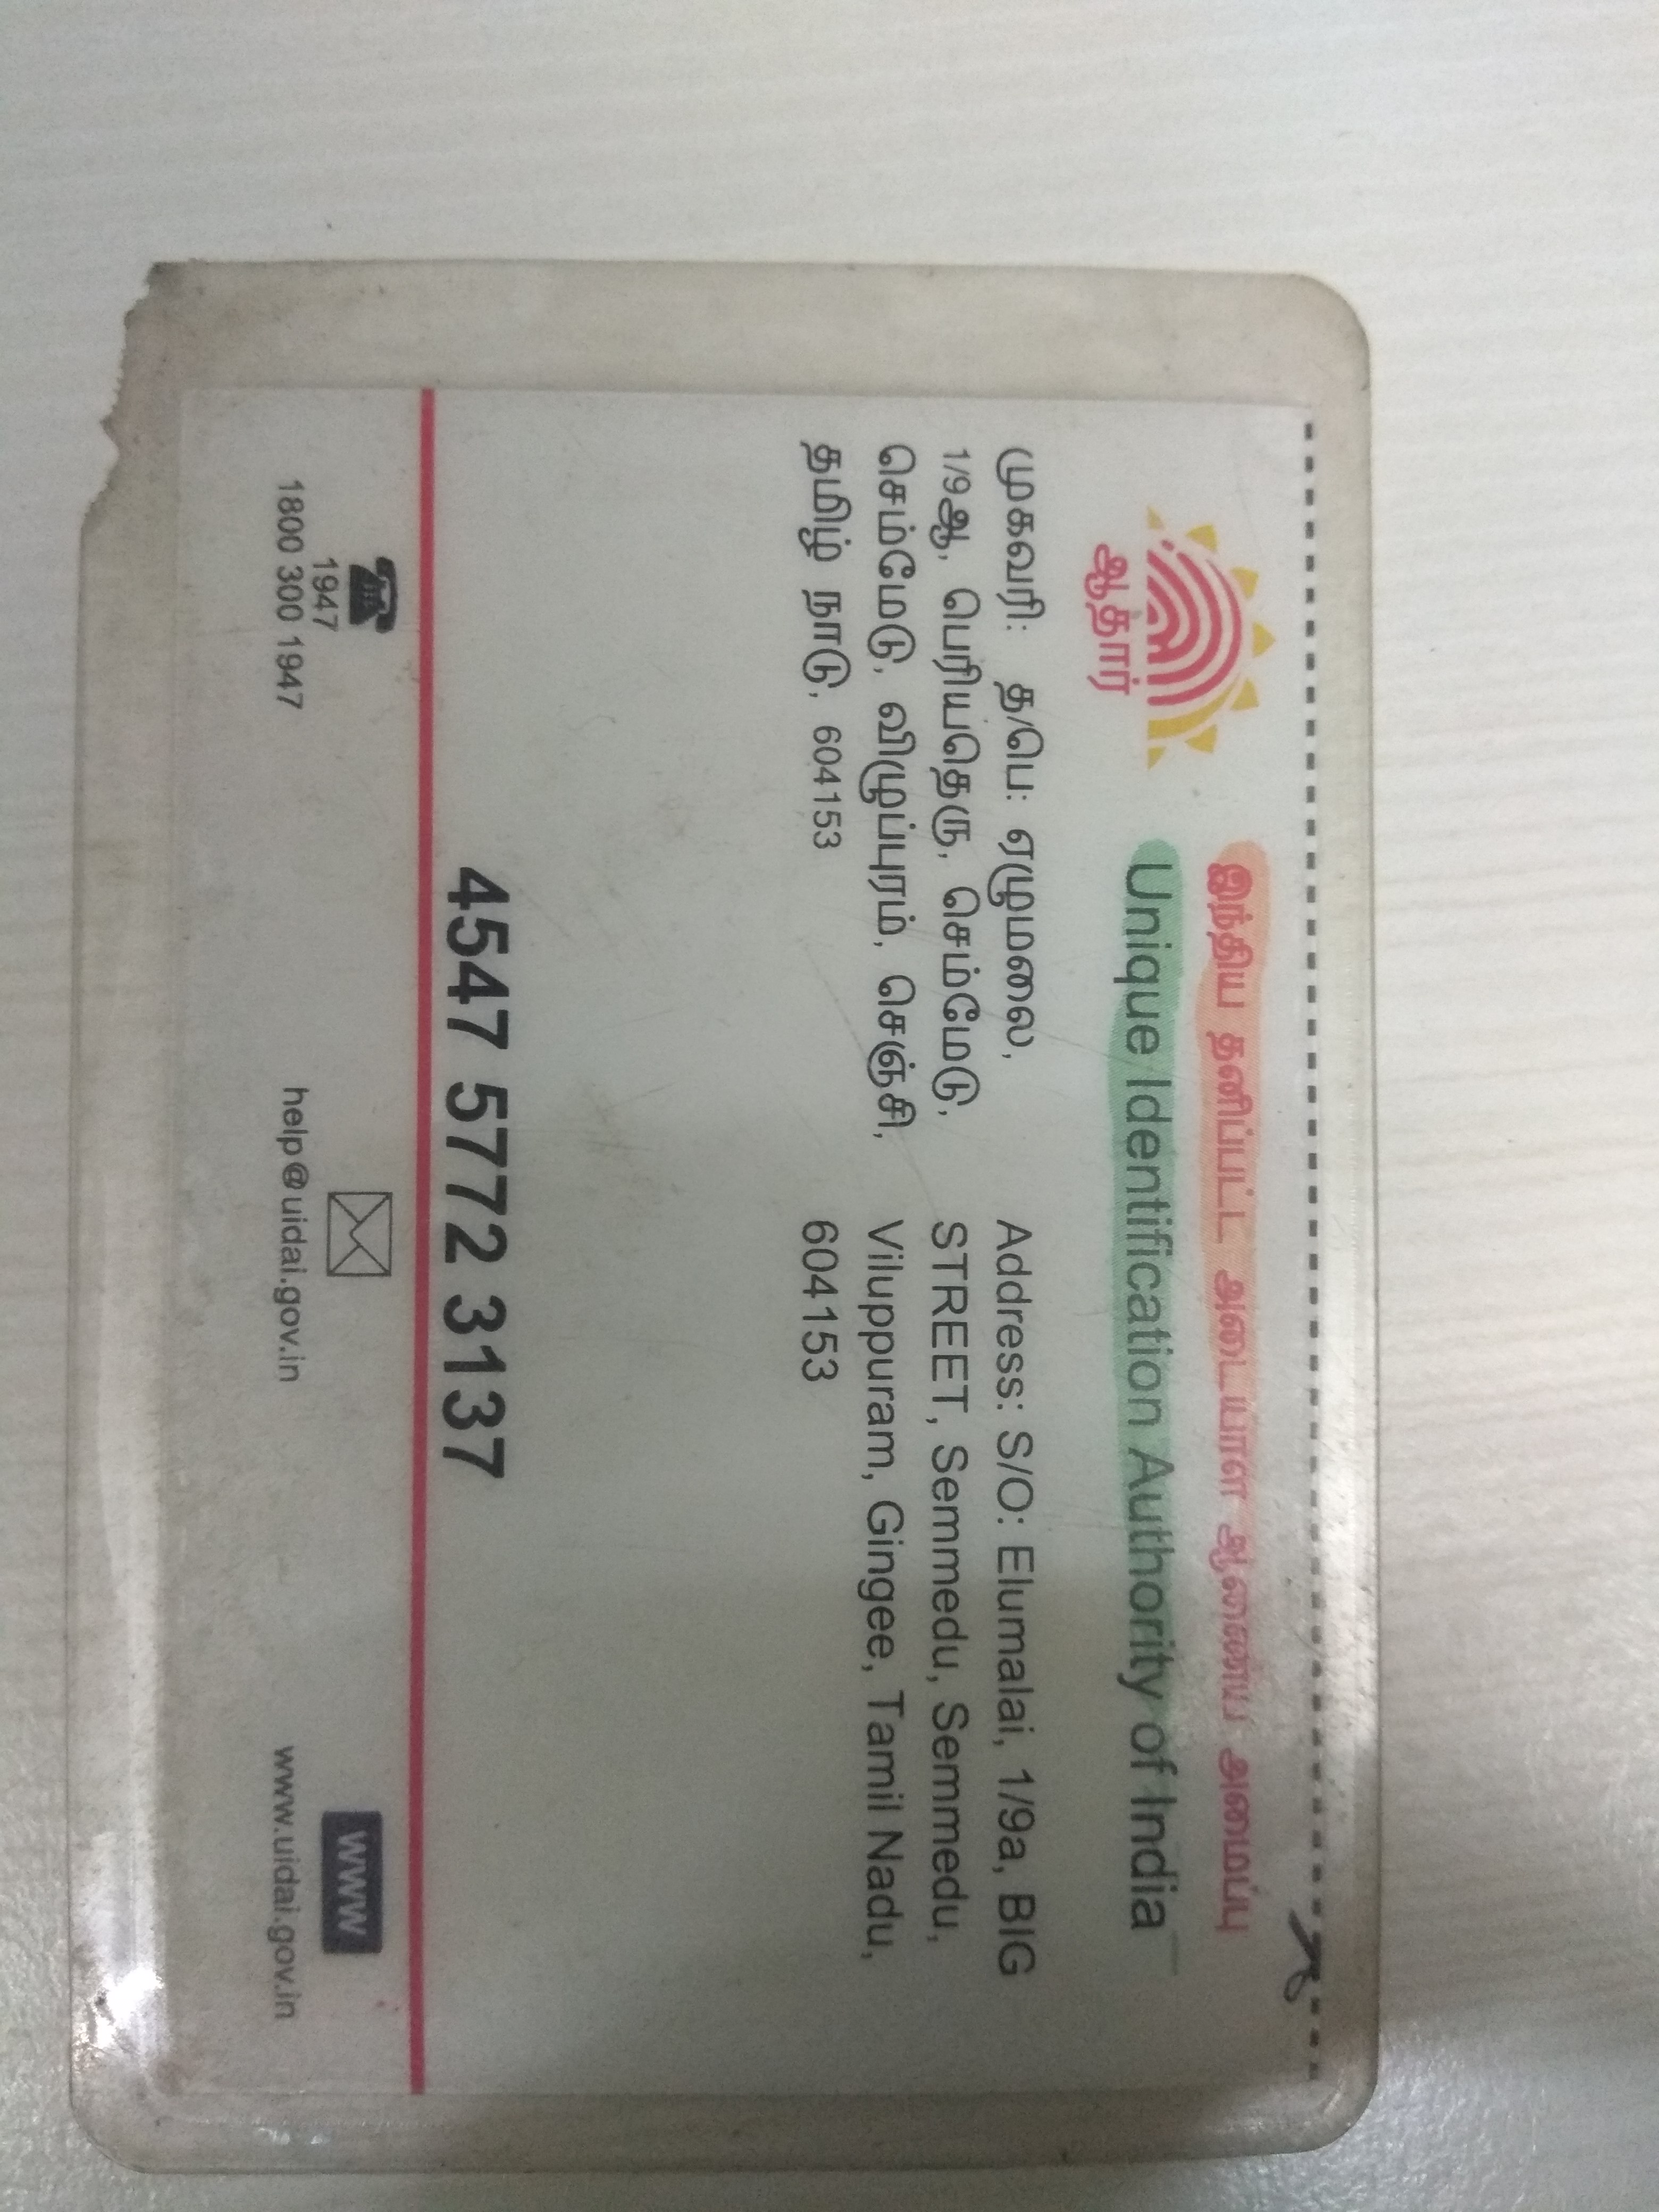 இந்திய தனிப்பட்ட அடையாள ஆணைய அமைப்பு
Unique Identification Authority of India
ஆதார்
முகவரி: த/பெ: ஏழுமலை,
1/9ஆ, பெரியதெரு, செம்மேடு,
செம்மேடு, விழுப்புரம், செஞ்சி,
தமிழ் நாடு, 604153
Address: S/O: Elumalai, 1/9a, BIG
STREET, Semmedu, Semmedu,
Viluppuram, Gingee, Tamil Nadu,
604153
4547 5772 3137
1947
1800 300 1947
help@uidai.gov.in
www
www.uidai.gov.in